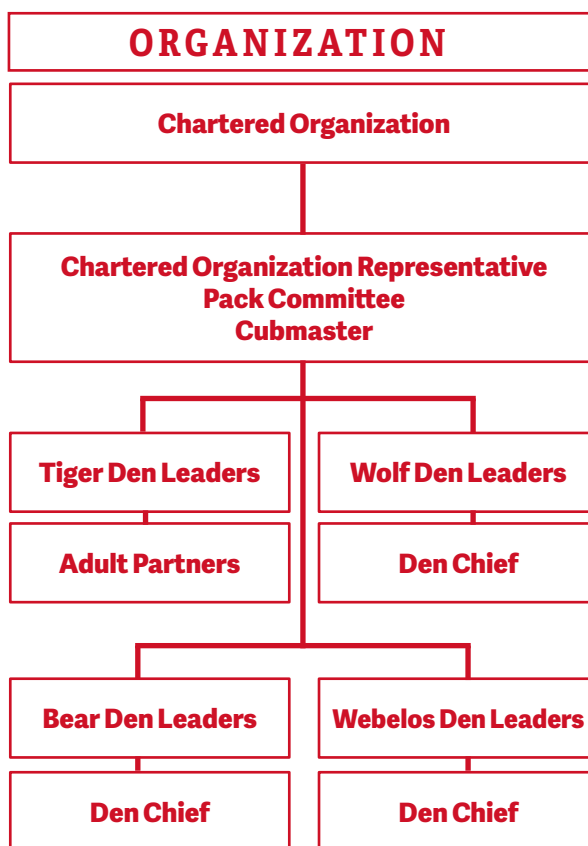 ORGANIZATION
Chartered Organization
Chartered Organization Representative
Pack Committee
Cubmaster
Tiger Den Leaders
Wolf Den Leaders
Adult Partners
Den Chief
Bear Den Leaders
Webelos Den Leaders
Den Chief
Den Chief